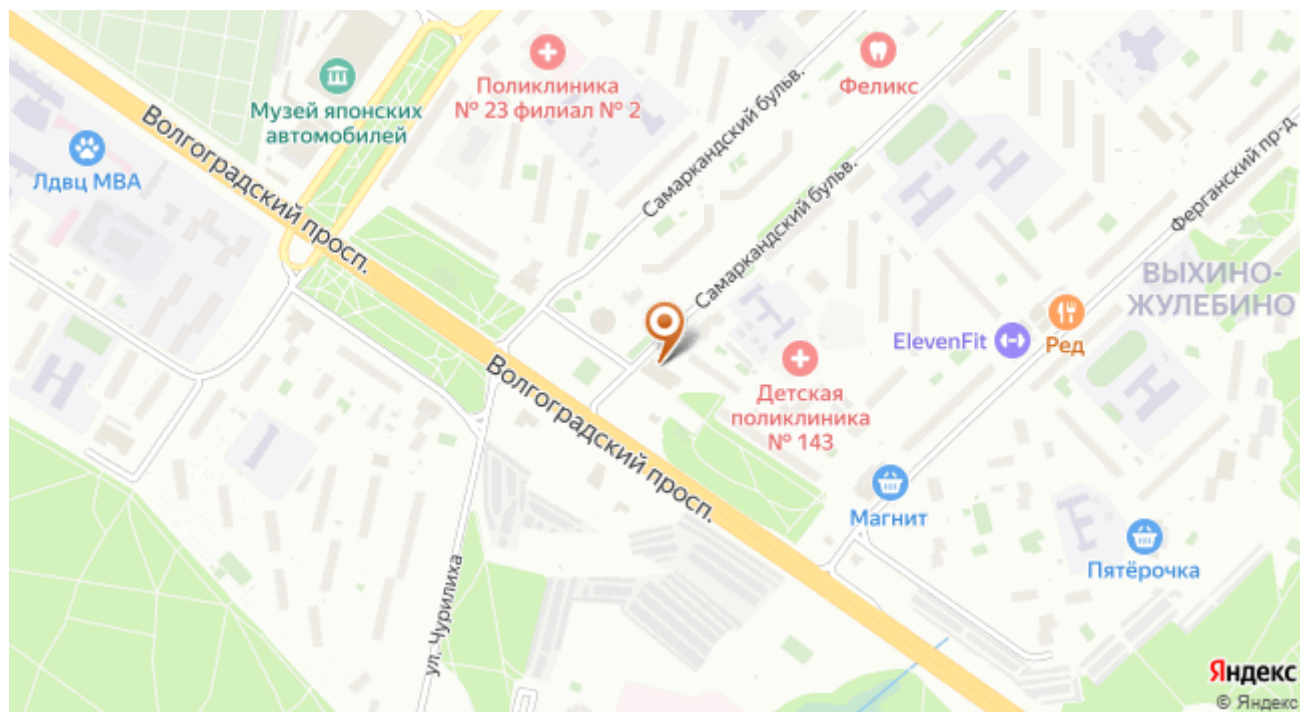 Поликлиника
№ 23 филиал № 2
Феликс
Музей японских
автомобилей
Лдвц МВА
Волгоградский просп.
Самаркандский бульв.
Самаркандский бульв.
Ферганский пр-д.
ВЫХИНО-
ЖУЛЕБИНО
ElevenFit
Ред
Детская
поликлиника
№ 143
Волгоградский просп.
Магнит
Пятёрочка
ул. Чурилиха
Яндекс
© Яндекс